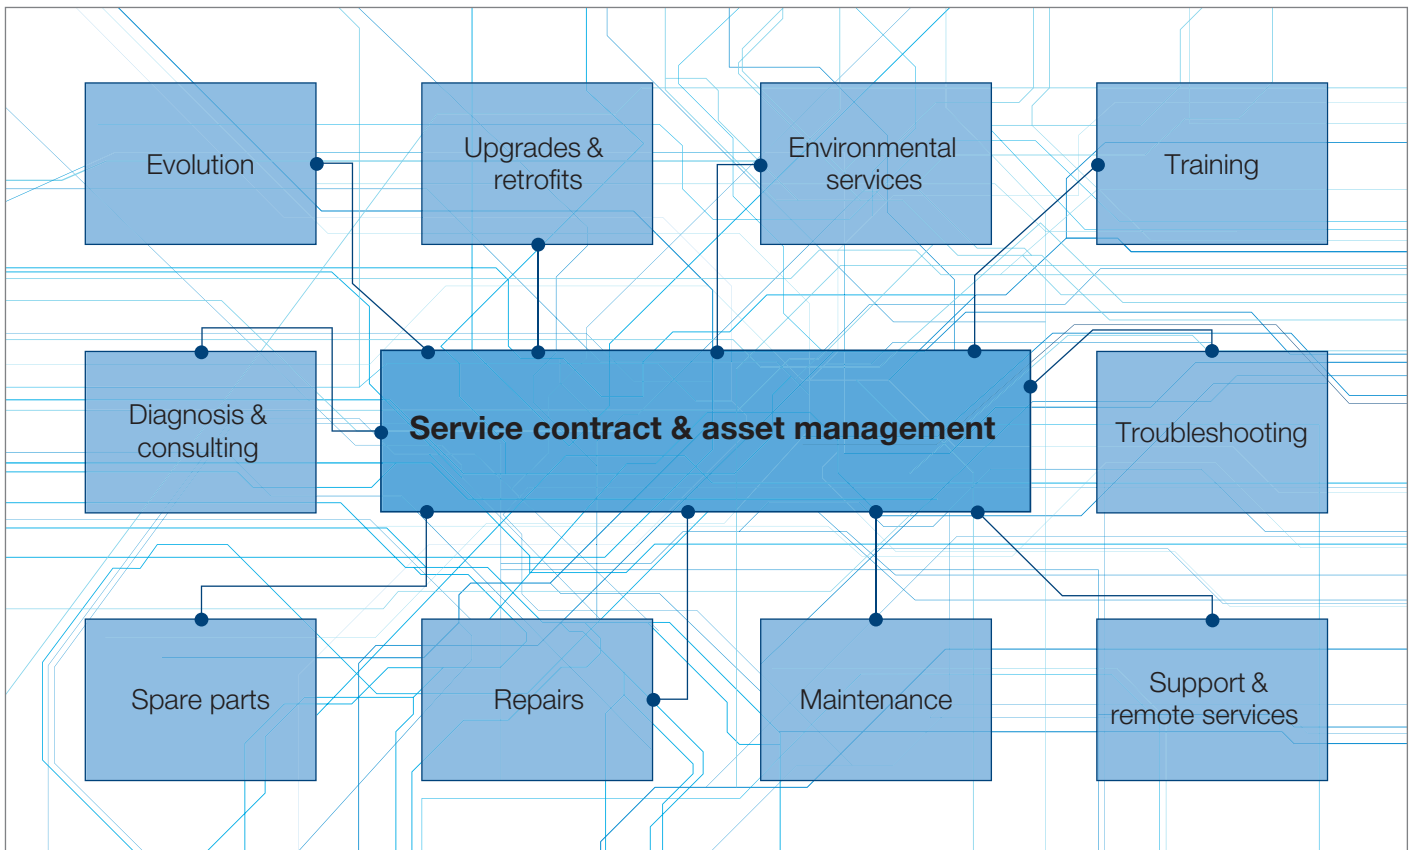 Evolution
Upgrades &
retrofits
Environmental
services
Training
Diagnosis &
consulting
Service contract & asset management
Troubleshooting
Spare parts
Repairs
Maintenance
Support &
remote services